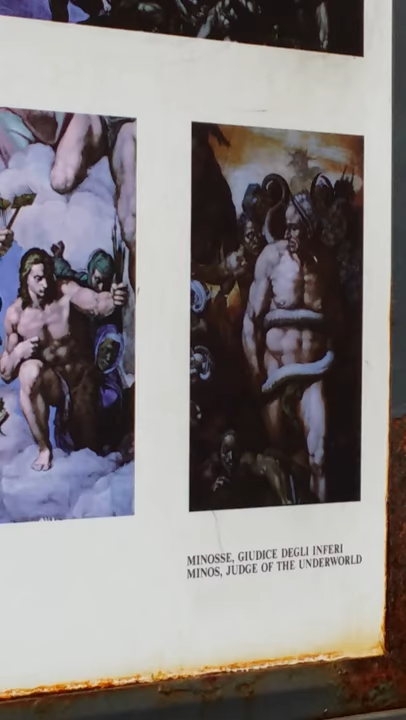 MINOSSE, GIUDICE DEGLI INFERI
MINOS, JUDGE OF THE UNDERWORLD